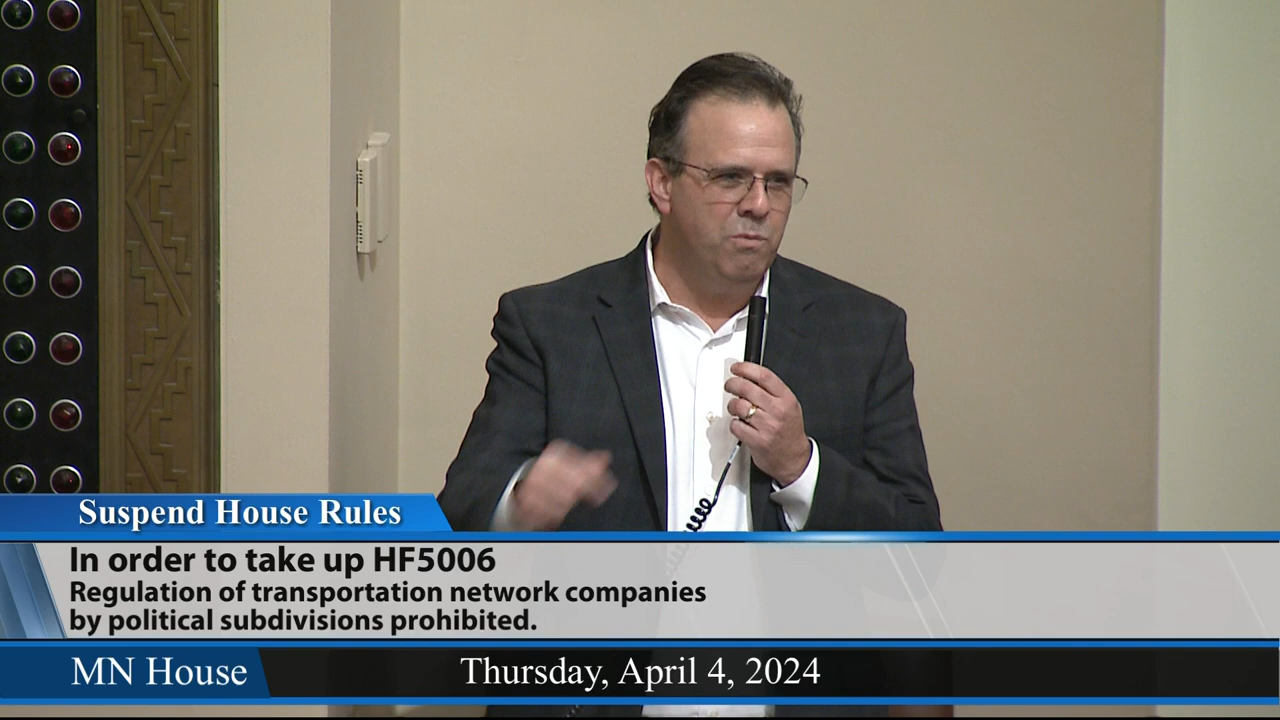 Suspend House Rules
In order to take up HF5006
Regulation of transportation network companies
by political subdivisions prohibited.
MN House
Thursday, April 4, 2024